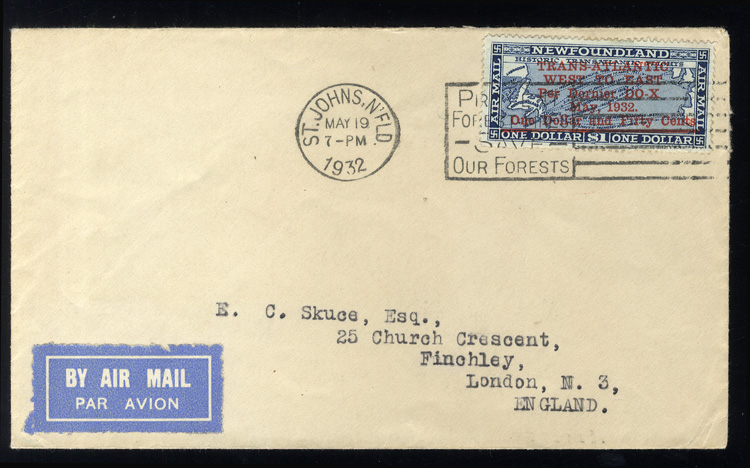 NEWFOUNDLAND
AIR MAIL
AIR MAIL
TRANS-ATLANTIC
WEST TO EAST
Per Dornier DO-X
May, 1932.
One Dollar and Fifty Cents
ONE DOLLAR $1 ONE DOLLAR
ST. JOHNS, N'FLD.
MAY 19
7-PM
1932
OUR FORESTS
E. C. Skuce, Esq.,
25 Church Crescent,
Finchley,
London, N. 3,
ENGLAND.
BY AIR MAIL
PAR AVION